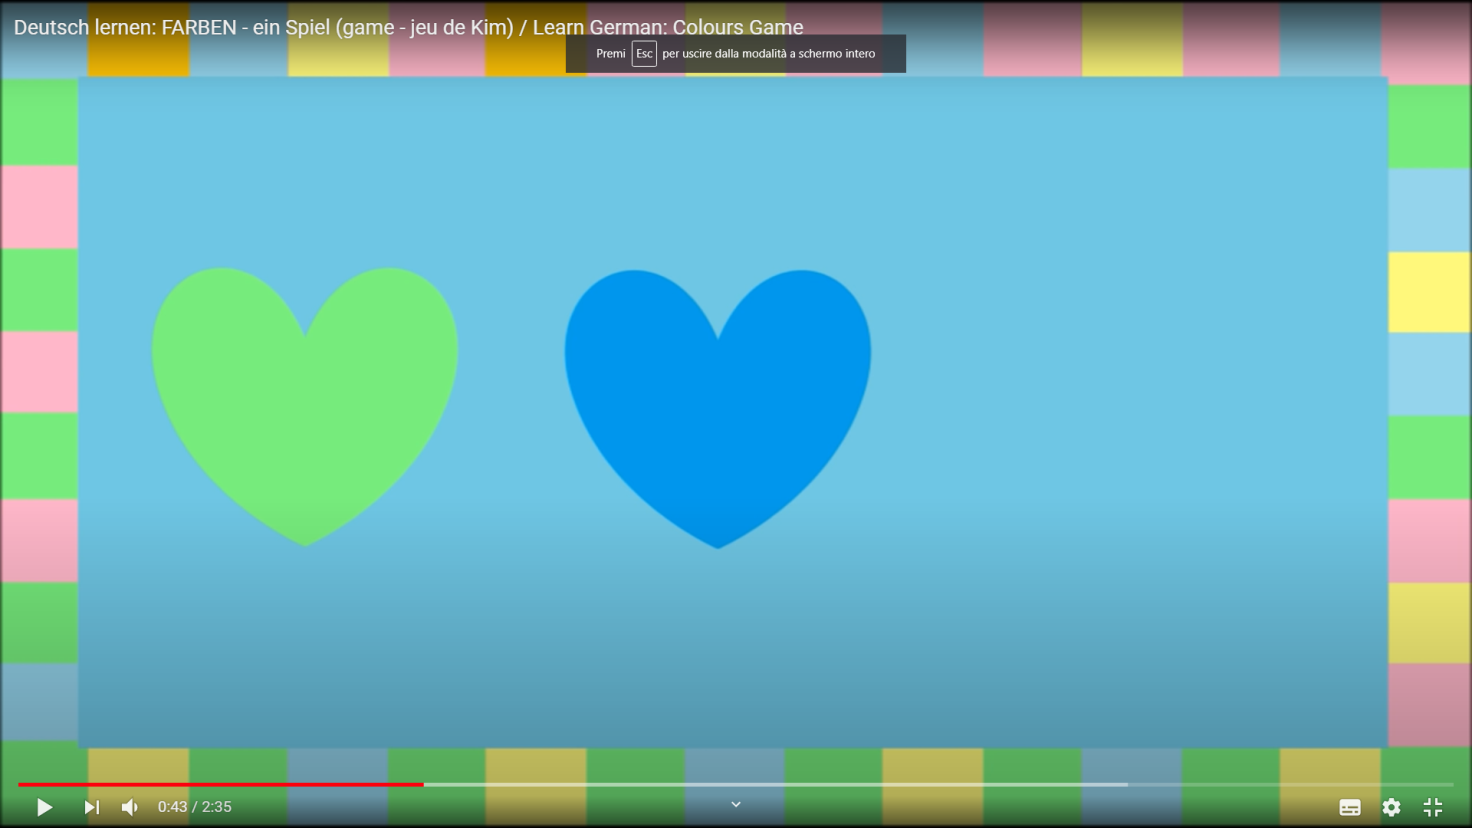 Deutsch lernen: FARBEN - ein Spiel (game - jeu de Kim) / Learn German: Colours Game
Premi Esc per uscire dalla modalità a schermo intero
0:43 / 2:35